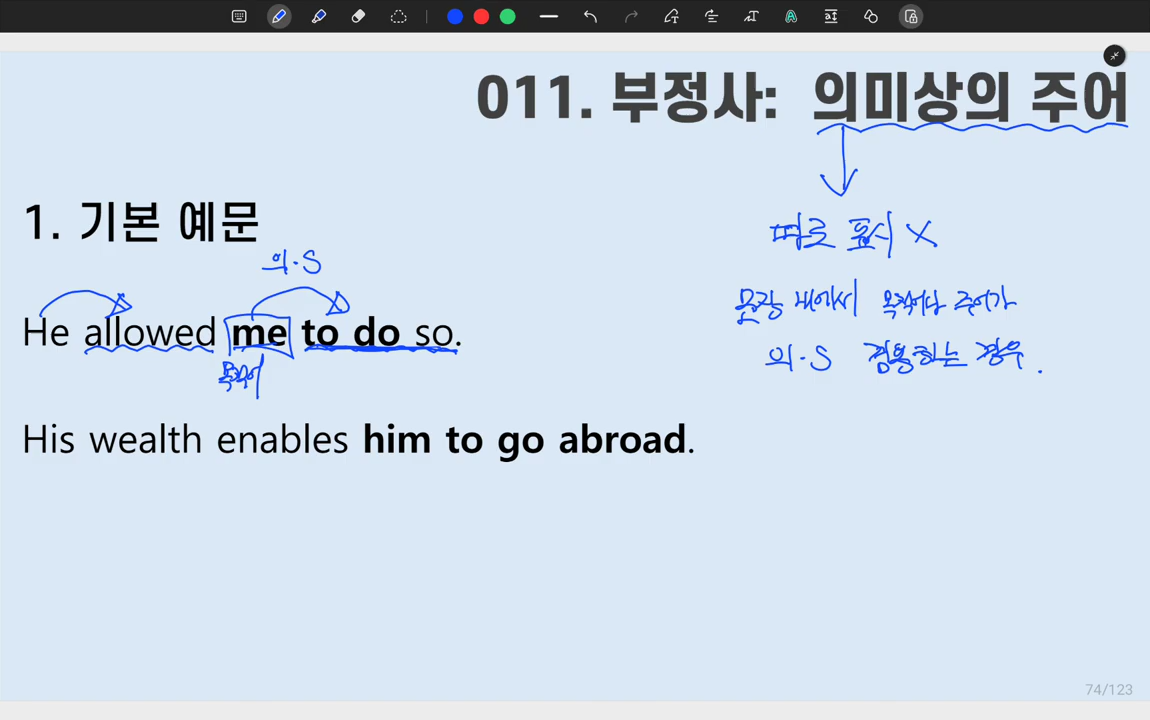 011. 부정사: 의미상의 주어
따로 표시 X
1. 기본 예문
의·S
문장 내에서 목적어나 주어가
He allowed me to do so.
의·S 겸용하는 경우.
목적어
His wealth enables him to go abroad.
74/123